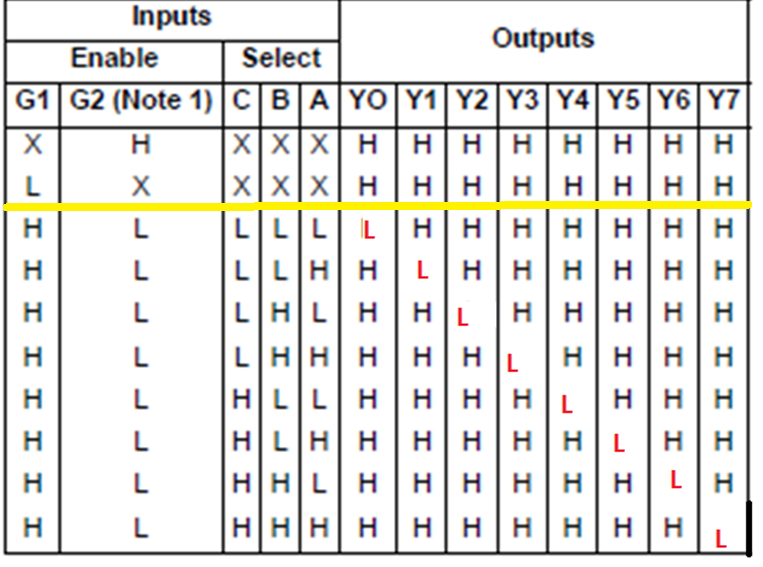 Inputs Outputs
Enable Select
G1 G2 (Note 1) C B A YO Y1 Y2 Y3 Y4 Y5 Y6 Y7
X H X X X H H H H H H H H
L X X X X H H H H H H H H
H L L L L L H H H H H H H
H L L L H H L H H H H H H
H L L H L H H L H H H H H
H L L H H H H H L H H H H
H L H L L H H H H L H H H
H L H L H H H H H H L H H
H L H H L H H H H H H L H
H L H H H H H H H H H H L